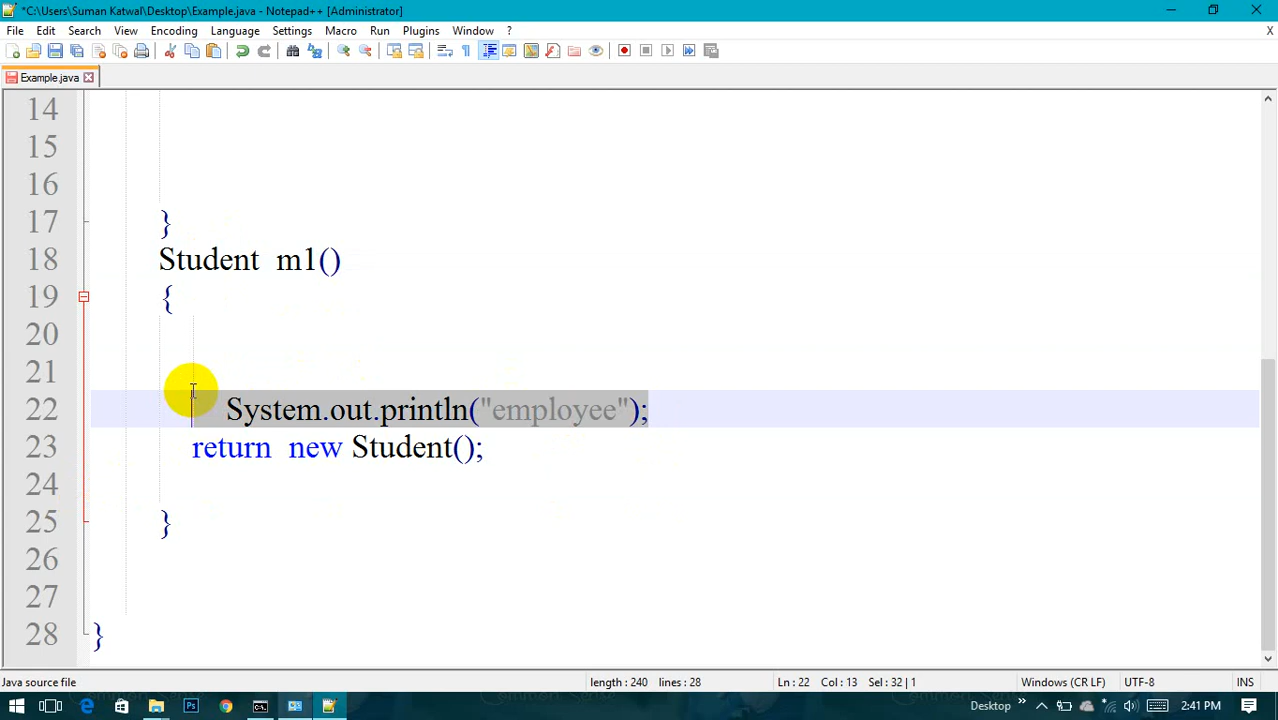 *C:\Users\Suman Katwal\Desktop\Example.java - Notepad++ [Administrator]
File Edit Search View Encoding Language Settings Macro Run Plugins Window ? X
Example.java
14
15
16
17 }
18 Student m1()
19 {
20
21
22 System.out.println("employee");
23 return new Student();
24
25 }
26
27
28 }
Java source file length : 240 lines : 28 Ln : 22 Col : 13 Sel : 32 | 1 Windows (CR LF) UTF-8 INS
Desktop 2:41 PM